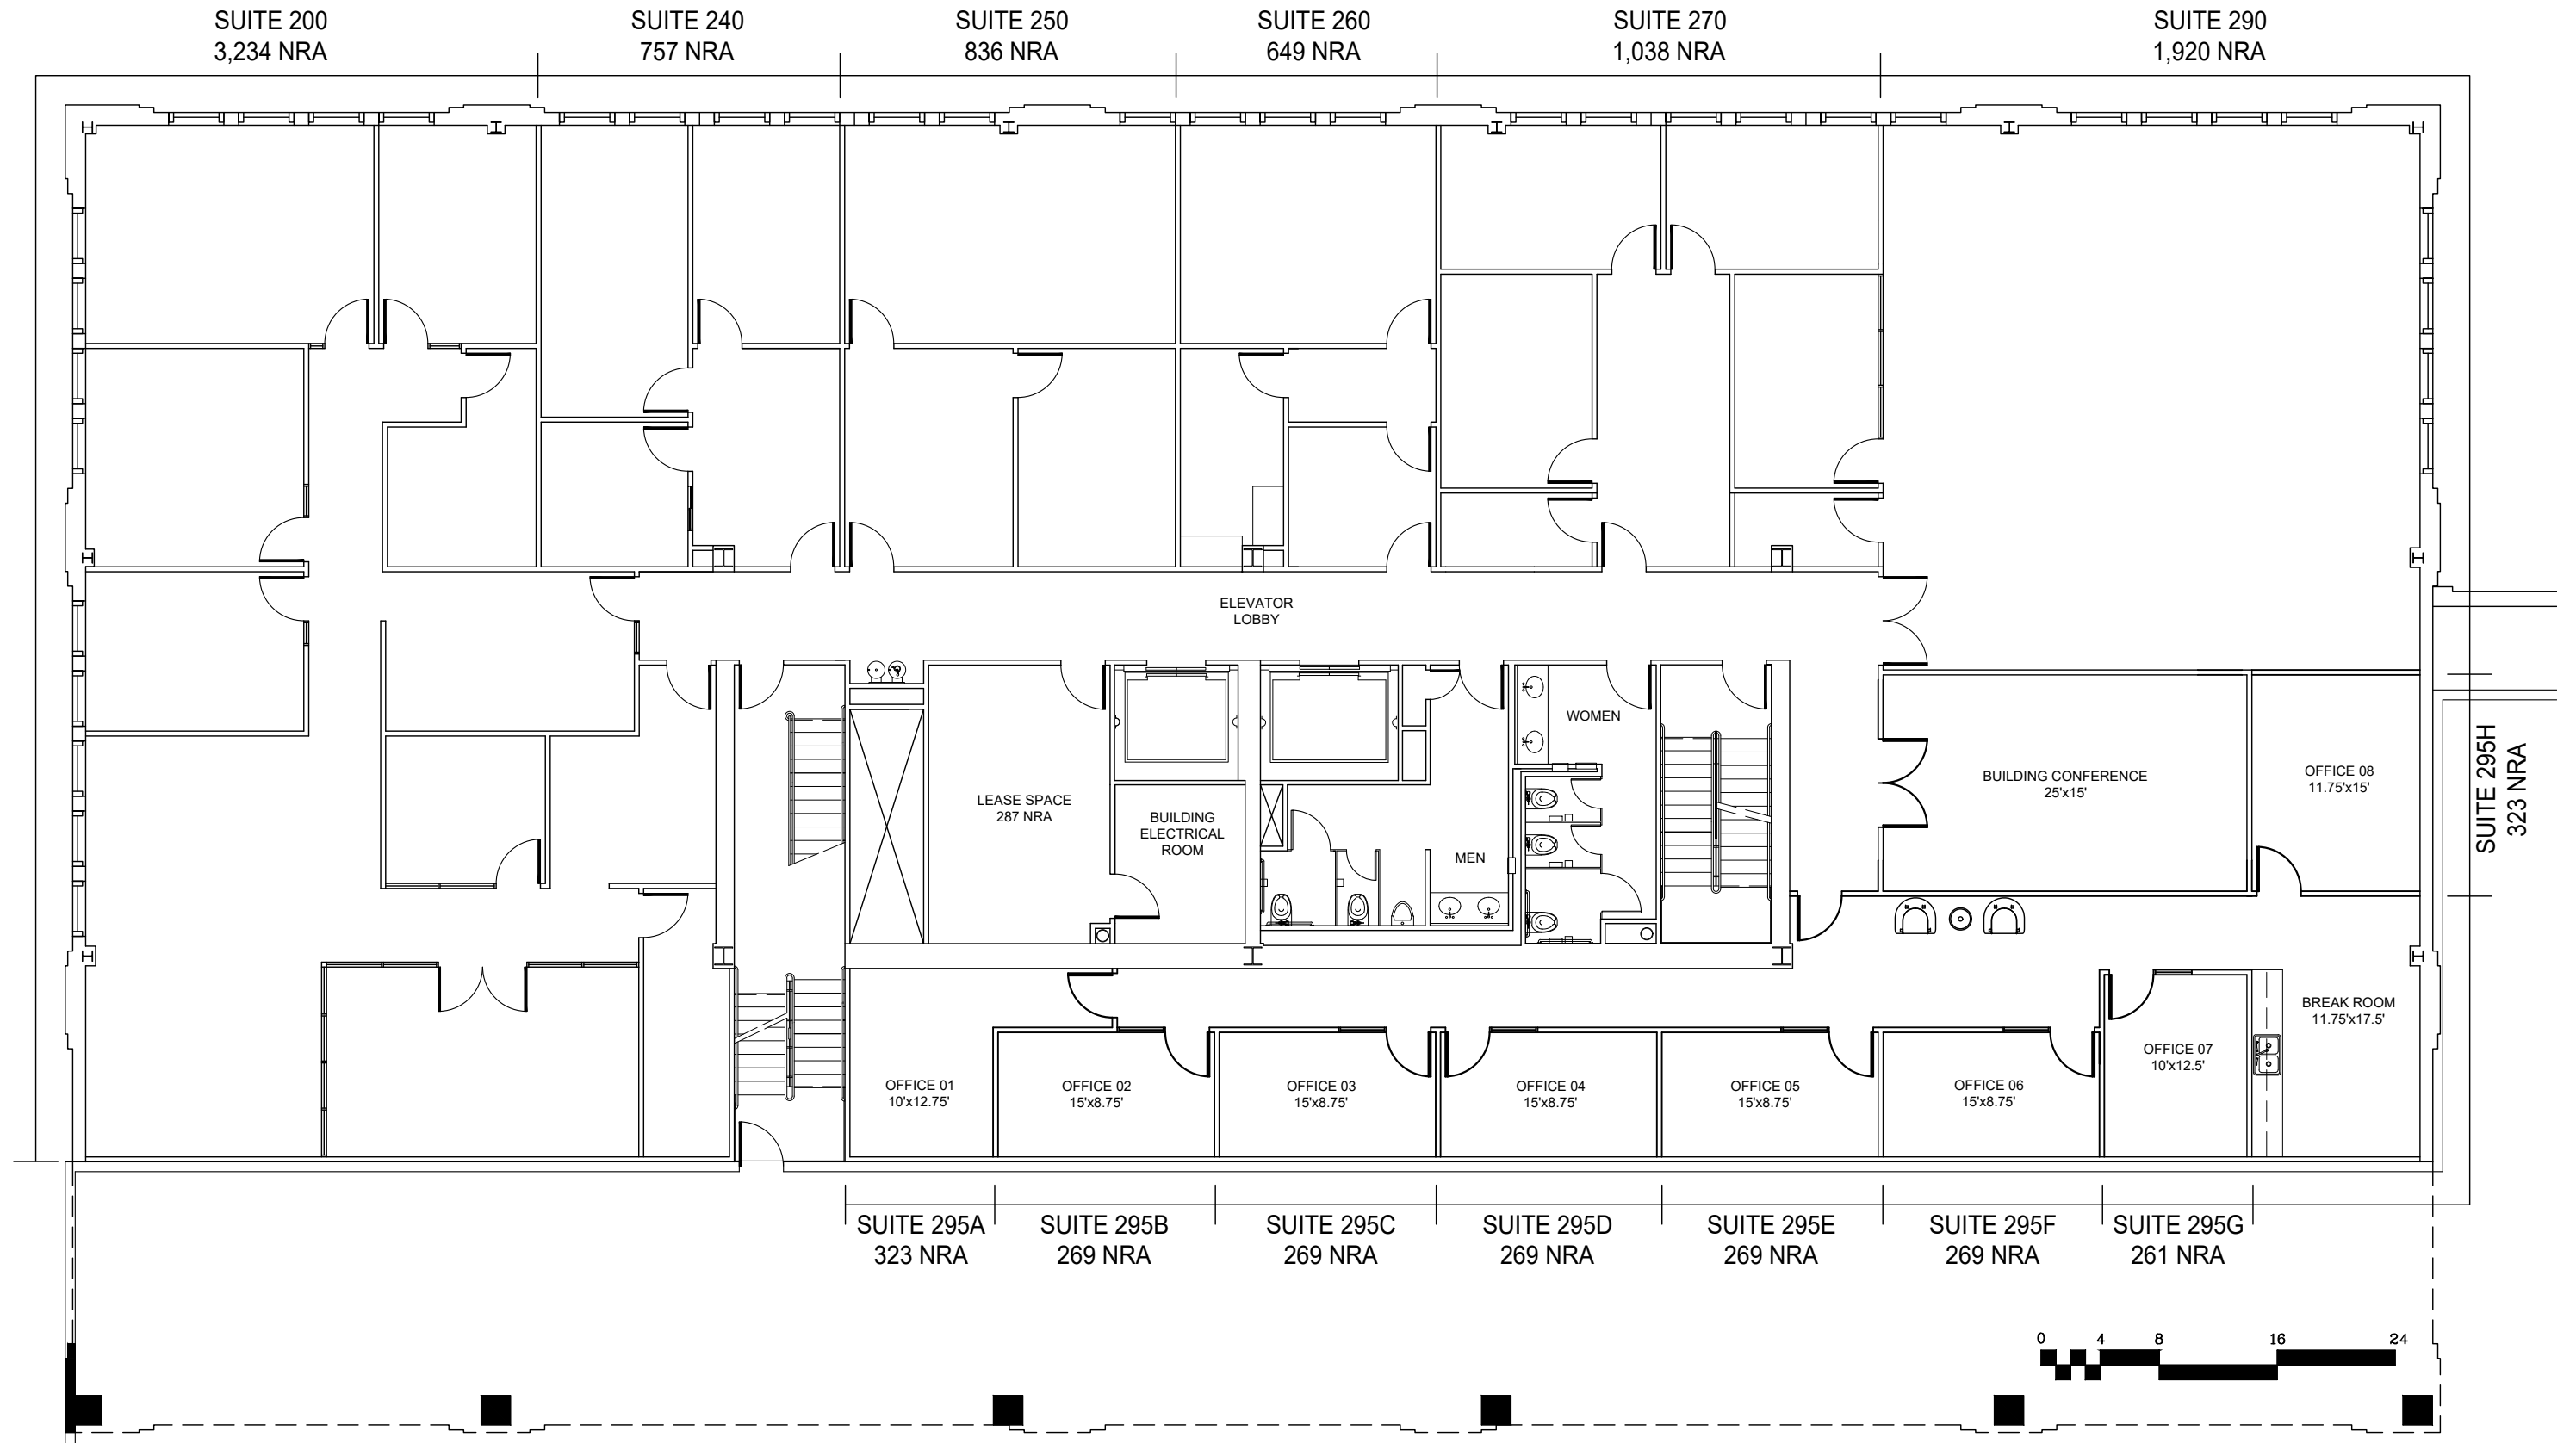 SUITE 200
3,234 NRA
SUITE 240
757 NRA
SUITE 250
836 NRA
SUITE 260
649 NRA
SUITE 270
1,038 NRA
SUITE 290
1,920 NRA
ELEVATOR
LOBBY
WOMEN
LEASE SPACE
287 NRA
BUILDING
ELECTRICAL
ROOM
MEN
BUILDING CONFERENCE
25'x15'
OFFICE 08
11.75'x15'
SUITE 295H
323 NRA
BREAK ROOM
11.75'x17.5'
OFFICE 01
10'x12.75'
OFFICE 02
15'x8.75'
OFFICE 03
15'x8.75'
OFFICE 04
15'x8.75'
OFFICE 05
15'x8.75'
OFFICE 06
15'x8.75'
OFFICE 07
10'x12.5'
SUITE 295A
323 NRA
SUITE 295B
269 NRA
SUITE 295C
269 NRA
SUITE 295D
269 NRA
SUITE 295E
269 NRA
SUITE 295F
269 NRA
SUITE 295G
261 NRA
0 4 8 16 24